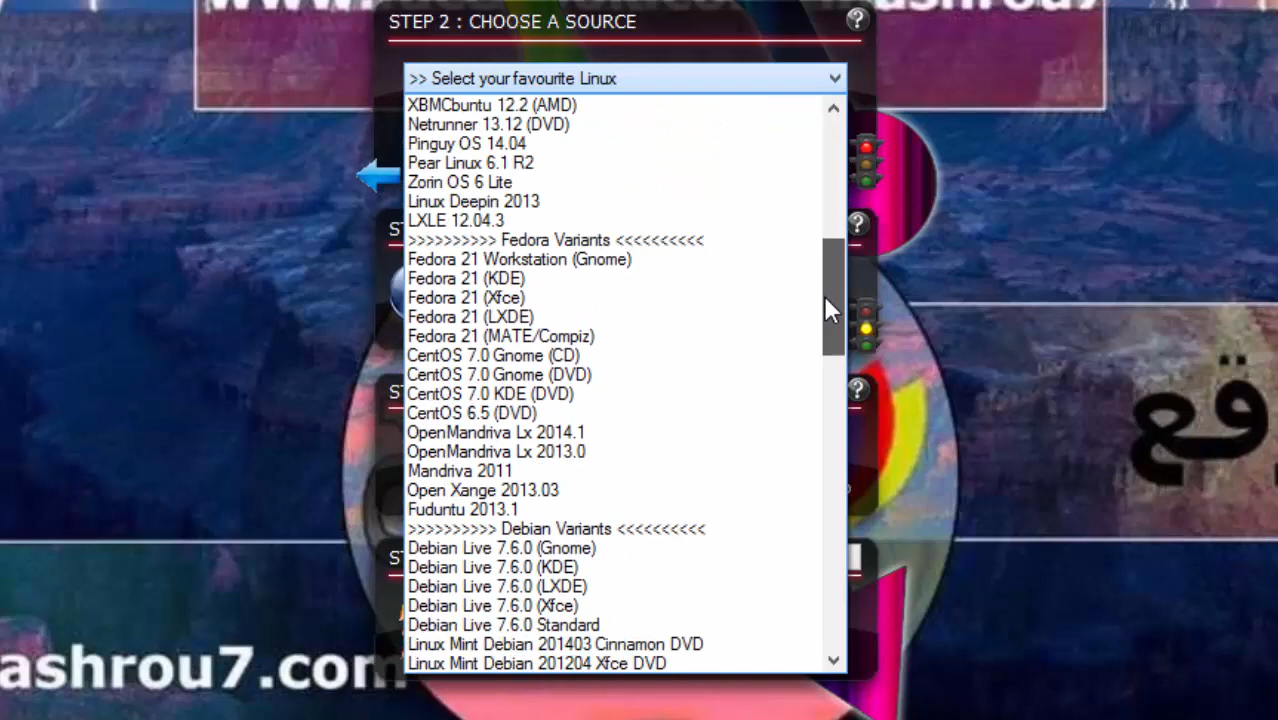 STEP 2 : CHOOSE A SOURCE
>> Select your favourite Linux
XBMCbuntu 12.2 (AMD)
Netrunner 13.12 (DVD)
Pinguy OS 14.04
Pear Linux 6.1 R2
Zorin OS 6 Lite
Linux Deepin 2013
LXLE 12.04.3
>>>>>>>>>> Fedora Variants <<<<<<<<<<
Fedora 21 Workstation (Gnome)
Fedora 21 (KDE)
Fedora 21 (Xfce)
Fedora 21 (LXDE)
Fedora 21 (MATE/Compiz)
CentOS 7.0 Gnome (CD)
CentOS 7.0 Gnome (DVD)
CentOS 7.0 KDE (DVD)
CentOS 6.5 (DVD)
OpenMandriva Lx 2014.1
OpenMandriva Lx 2013.0
Mandriva 2011
Open Xange 2013.03
Fuduntu 2013.1
>>>>>>>>>> Debian Variants <<<<<<<<<<
Debian Live 7.6.0 (Gnome)
Debian Live 7.6.0 (KDE)
Debian Live 7.6.0 (LXDE)
Debian Live 7.6.0 (Xfce)
Debian Live 7.6.0 Standard
Linux Mint Debian 201403 Cinnamon DVD
Linux Mint Debian 201204 Xfce DVD
ashrou7.com